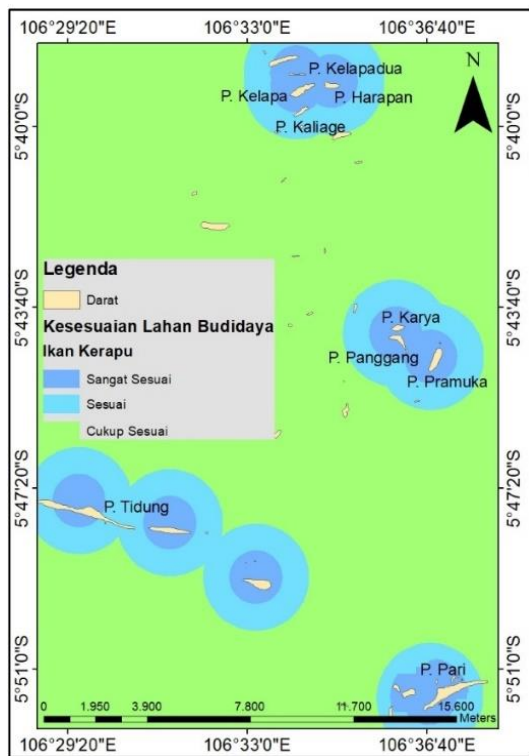 106°29'20"E 106°33'0"E 106°36'40"E
N
P. Kelapadua
P. Kelapa
P. Harapan
P. Kaliage
5°40'0"S 5°40'0"S
Legenda
Darat
Kesesuaian Lahan Budidaya
Ikan Kerapu
Sangat Sesuai
Sesuai
Cukup Sesuai
5°43'40"S 5°43'40"S
P. Karya
P. Panggang
P. Pramuka
5°47'20"S 5°47'20"S
P. Tidung
5°51'0"S 5°51'0"S
P. Pari
0 1.950 3.900 7.800 11.700 15.600
Meters
106°29'20"E 106°33'0"E 106°36'40"E